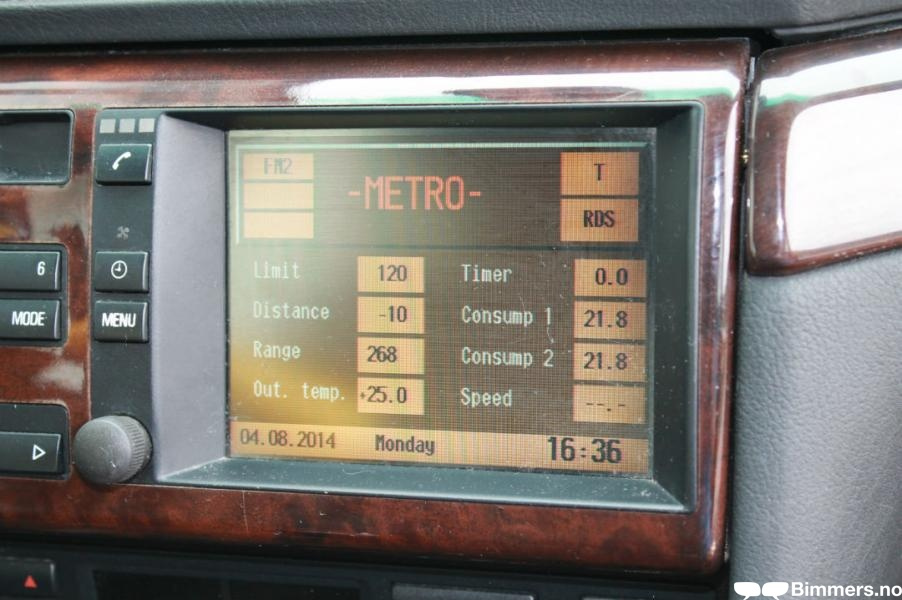 FM2
-METRO-
T
RDS
Limit 120 Timer 0.0
Distance -10 Consump 1 21.8
Range 268 Consump 2 21.8
Out. temp. +25.0 Speed --.-
04.08.2014 Monday 16:36
6
MODE
MENU
Bimmers.no